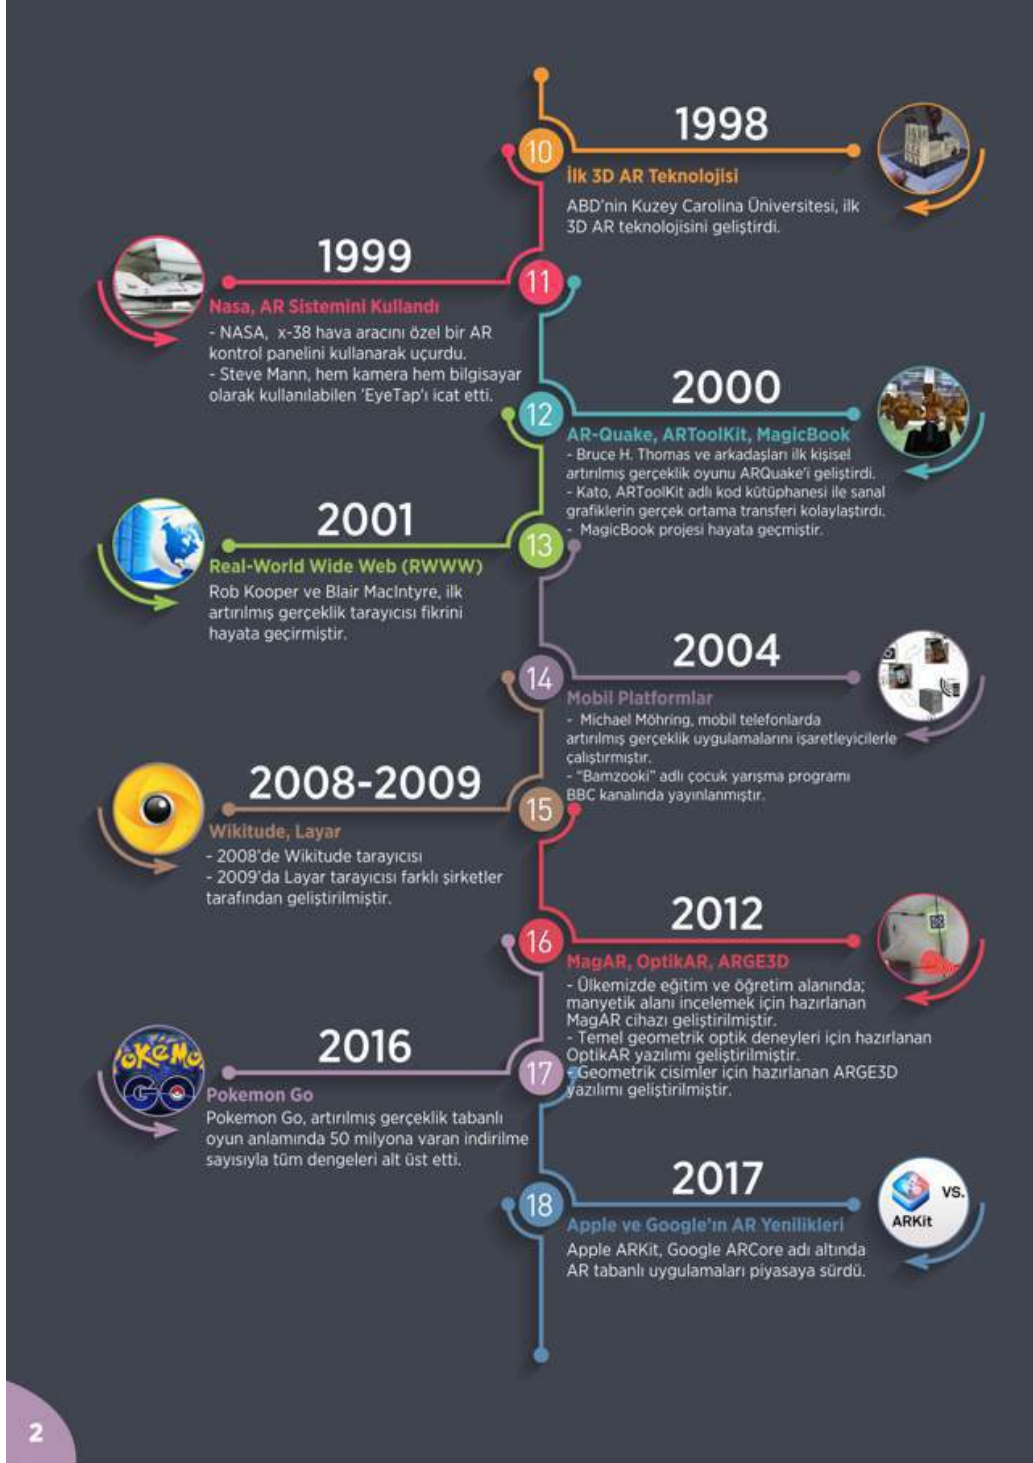 1998
10
İlk 3D AR Teknolojisi
ABD'nin Kuzey Carolina Üniversitesi, ilk
3D AR teknolojisini geliştirdi.
1999
11
Nasa, AR Sistemini Kullandı
- NASA, x-38 hava aracını özel bir AR
kontrol panelini kullanarak uçurdu.
- Steve Mann, hem kamera hem bilgisayar
olarak kullanılabilen 'EyeTap'ı icat etti.
2000
12
AR-Quake, ARToolKit, MagicBook
- Bruce H. Thomas ve arkadaşları ilk kişisel
artırılmış gerçeklik oyunu ARQuake'i geliştirdi.
- Kato, ARToolKit adlı kod kütüphanesi ile sanal
grafiklerin gerçek ortama transferi kolaylaştırdı.
- MagicBook projesi hayata geçmiştir.
2001
13
Real-World Wide Web (RWWW)
Rob Kooper ve Blair MacIntyre, ilk
artırılmış gerçeklik tarayıcısı fikrini
hayata geçirmiştir.
2004
14
Mobil Platformlar
- Michael Möhring, mobil telefonlarda
artırılmış gerçeklik uygulamalarını işaretleyicilerle
çalıştırmıştır.
- “Bamzooki” adlı çocuk yarışma programı
BBC kanalında yayınlanmıştır.
2008-2009
15
Wikitude, Layar
- 2008'de Wikitude tarayıcısı
- 2009'da Layar tarayıcısı farklı şirketler
tarafından geliştirilmiştir.
2012
16
MagAR, OptikAR, ARGE3D
- Ülkemizde eğitim ve öğretim alanında;
manyetik alanı incelemek için hazırlanan
MagAR cihazı geliştirilmiştir.
- Temel geometrik optik deneyleri için hazırlanan
OptikAR yazılımı geliştirilmiştir.
- Geometrik cisimler için hazırlanan ARGE3D
yazılımı geliştirilmiştir.
2016
17
POKéMO
GO
Pokemon Go
Pokemon Go, artırılmış gerçeklik tabanlı
oyun anlamında 50 milyona varan indirilme
sayısıyla tüm dengeleri alt üst etti.
2017
18
VS.
ARKit
Apple ve Google'ın AR Yenilikleri
Apple ARKit, Google ARCore adı altında
AR tabanlı uygulamaları piyasaya sürdü.
2